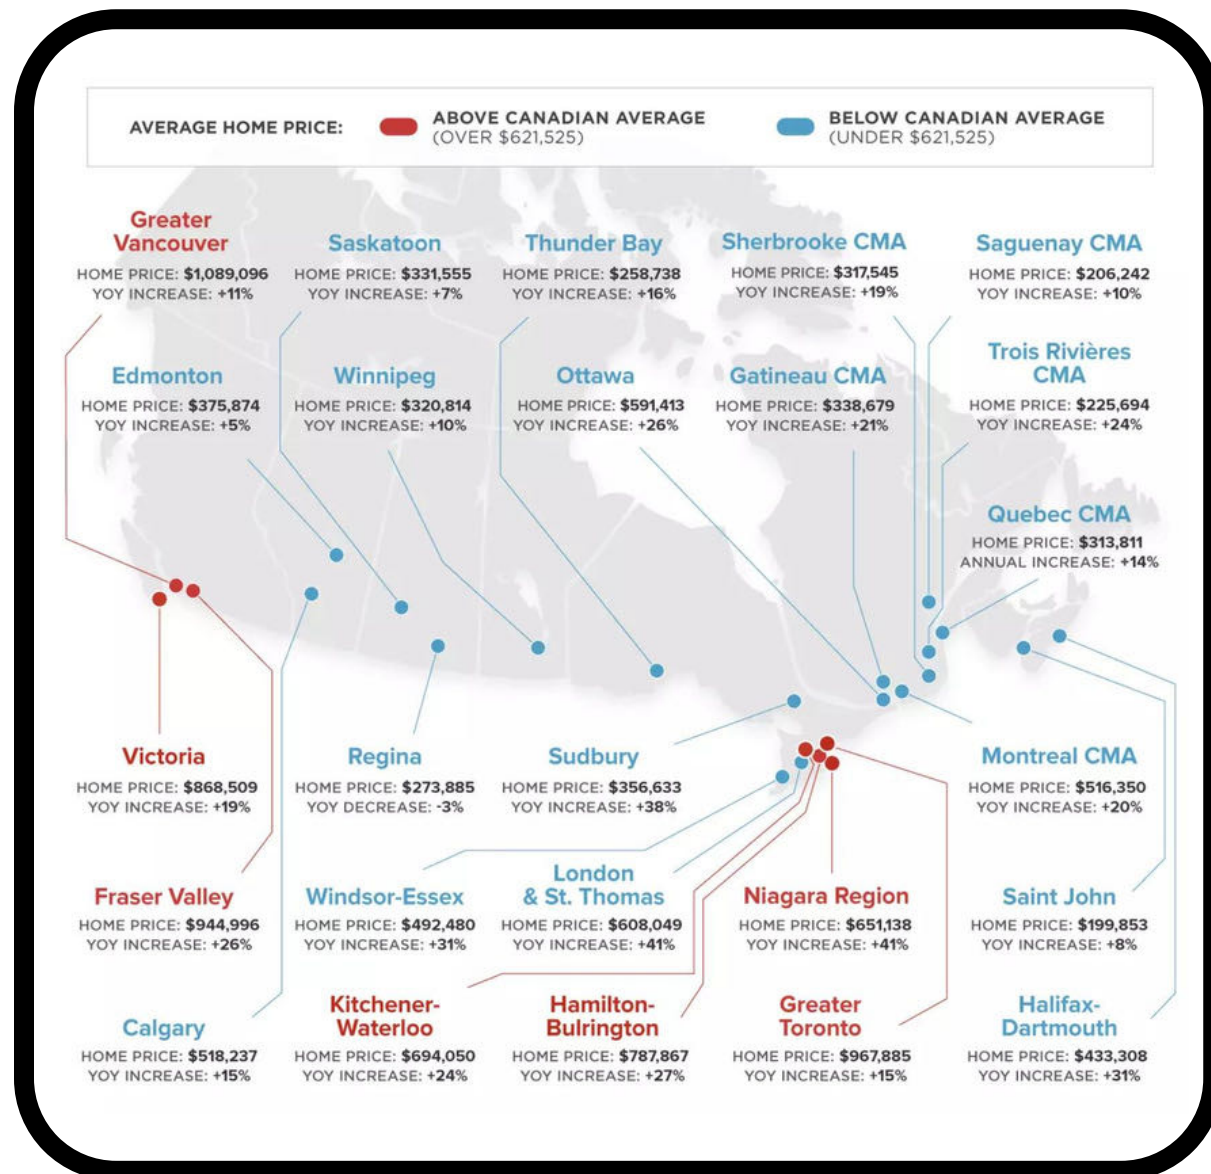 AVERAGE HOME PRICE:
ABOVE CANADIAN AVERAGE
(OVER $621,525)
BELOW CANADIAN AVERAGE
(UNDER $621,525)
Greater
Vancouver
HOME PRICE: $1,089,096
YOY INCREASE: +11%
Saskatoon
HOME PRICE: $331,555
YOY INCREASE: +7%
Thunder Bay
HOME PRICE: $258,738
YOY INCREASE: +16%
Sherbrooke CMA
HOME PRICE: $317,545
YOY INCREASE: +19%
Saguenay CMA
HOME PRICE: $206,242
YOY INCREASE: +10%
Edmonton
HOME PRICE: $375,874
YOY INCREASE: +5%
Winnipeg
HOME PRICE: $320,814
YOY INCREASE: +10%
Ottawa
HOME PRICE: $591,413
YOY INCREASE: +26%
Gatineau CMA
HOME PRICE: $338,679
YOY INCREASE: +21%
Trois Rivières
CMA
HOME PRICE: $225,694
YOY INCREASE: +24%
Quebec CMA
HOME PRICE: $313,811
ANNUAL INCREASE: +14%
Victoria
HOME PRICE: $868,509
YOY INCREASE: +19%
Regina
HOME PRICE: $273,885
YOY DECREASE: -3%
Sudbury
HOME PRICE: $356,633
YOY INCREASE: +38%
Montreal CMA
HOME PRICE: $516,350
YOY INCREASE: +20%
Fraser Valley
HOME PRICE: $944,996
YOY INCREASE: +26%
Windsor-Essex
HOME PRICE: $492,480
YOY INCREASE: +31%
London
& St. Thomas
HOME PRICE: $608,049
YOY INCREASE: +41%
Niagara Region
HOME PRICE: $651,138
YOY INCREASE: +41%
Saint John
HOME PRICE: $199,853
YOY INCREASE: +8%
Calgary
HOME PRICE: $518,237
YOY INCREASE: +15%
Kitchener-
Waterloo
HOME PRICE: $694,050
YOY INCREASE: +24%
Hamilton-
Bulrington
HOME PRICE: $787,867
YOY INCREASE: +27%
Greater
Toronto
HOME PRICE: $967,885
YOY INCREASE: +15%
Halifax-
Dartmouth
HOME PRICE: $433,308
YOY INCREASE: +31%